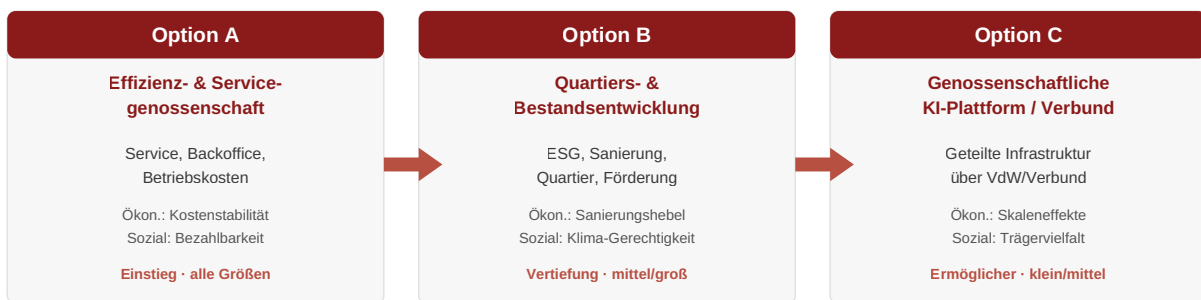 Option A
Effizienz- & Service-
genossenschaft
Service, Backoffice,
Betriebskosten
Ökon.: Kostenstabilität
Sozial: Bezahlbarkeit
Einstieg · alle Größen
Option B
Quartiers- &
Bestandsentwicklung
ESG, Sanierung,
Quartier, Förderung
Ökon.: Sanierungshebel
Sozial: Klima-Gerechtigkeit
Vertiefung · mittel/groß
Option C
Genossenschaftliche
KI-Plattform / Verbund
Geteilte Infrastruktur
über VdW/Verbund
Ökon.: Skaleneffekte
Sozial: Trägervielfalt
Ermöglicher · klein/mittel